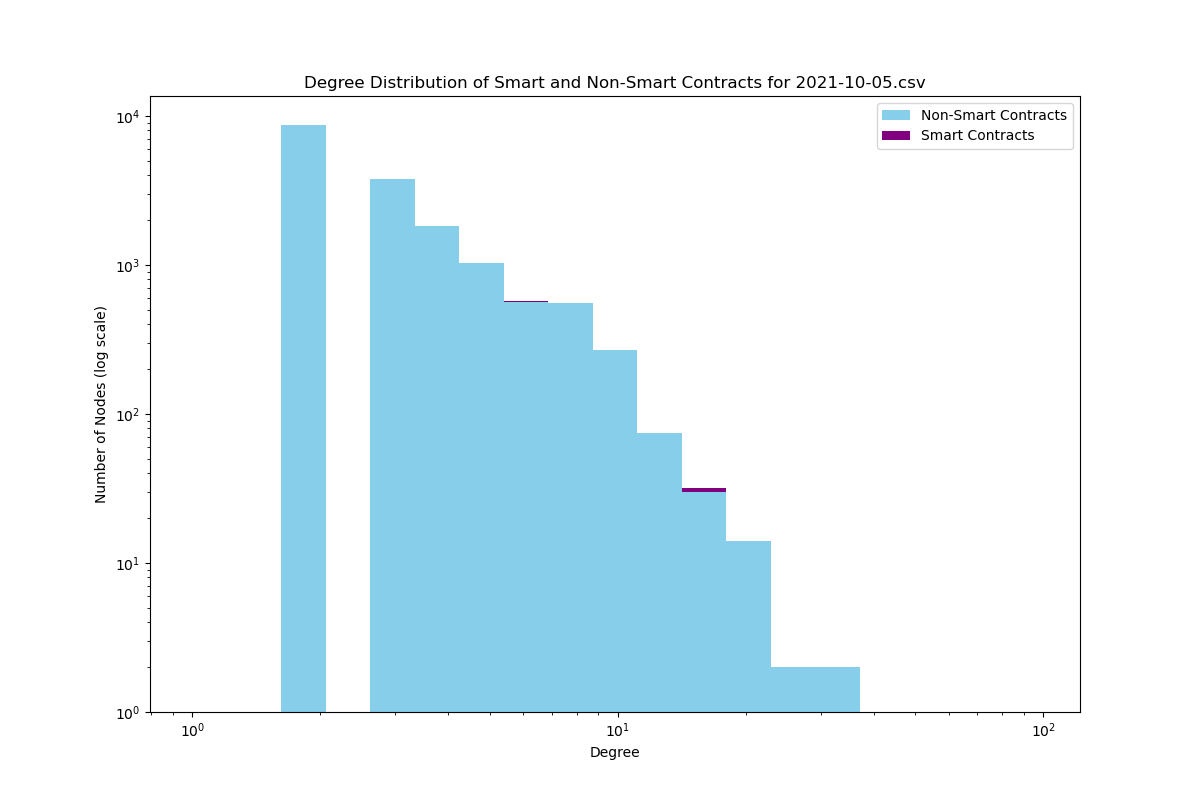 Degree Distribution of Smart and Non-Smart Contracts for 2021-10-05.csv
Non-Smart Contracts
Smart Contracts
Number of Nodes (log scale)
10^4
10^3
10^2
10^1
10^0
10^0 10^1 10^2
Degree